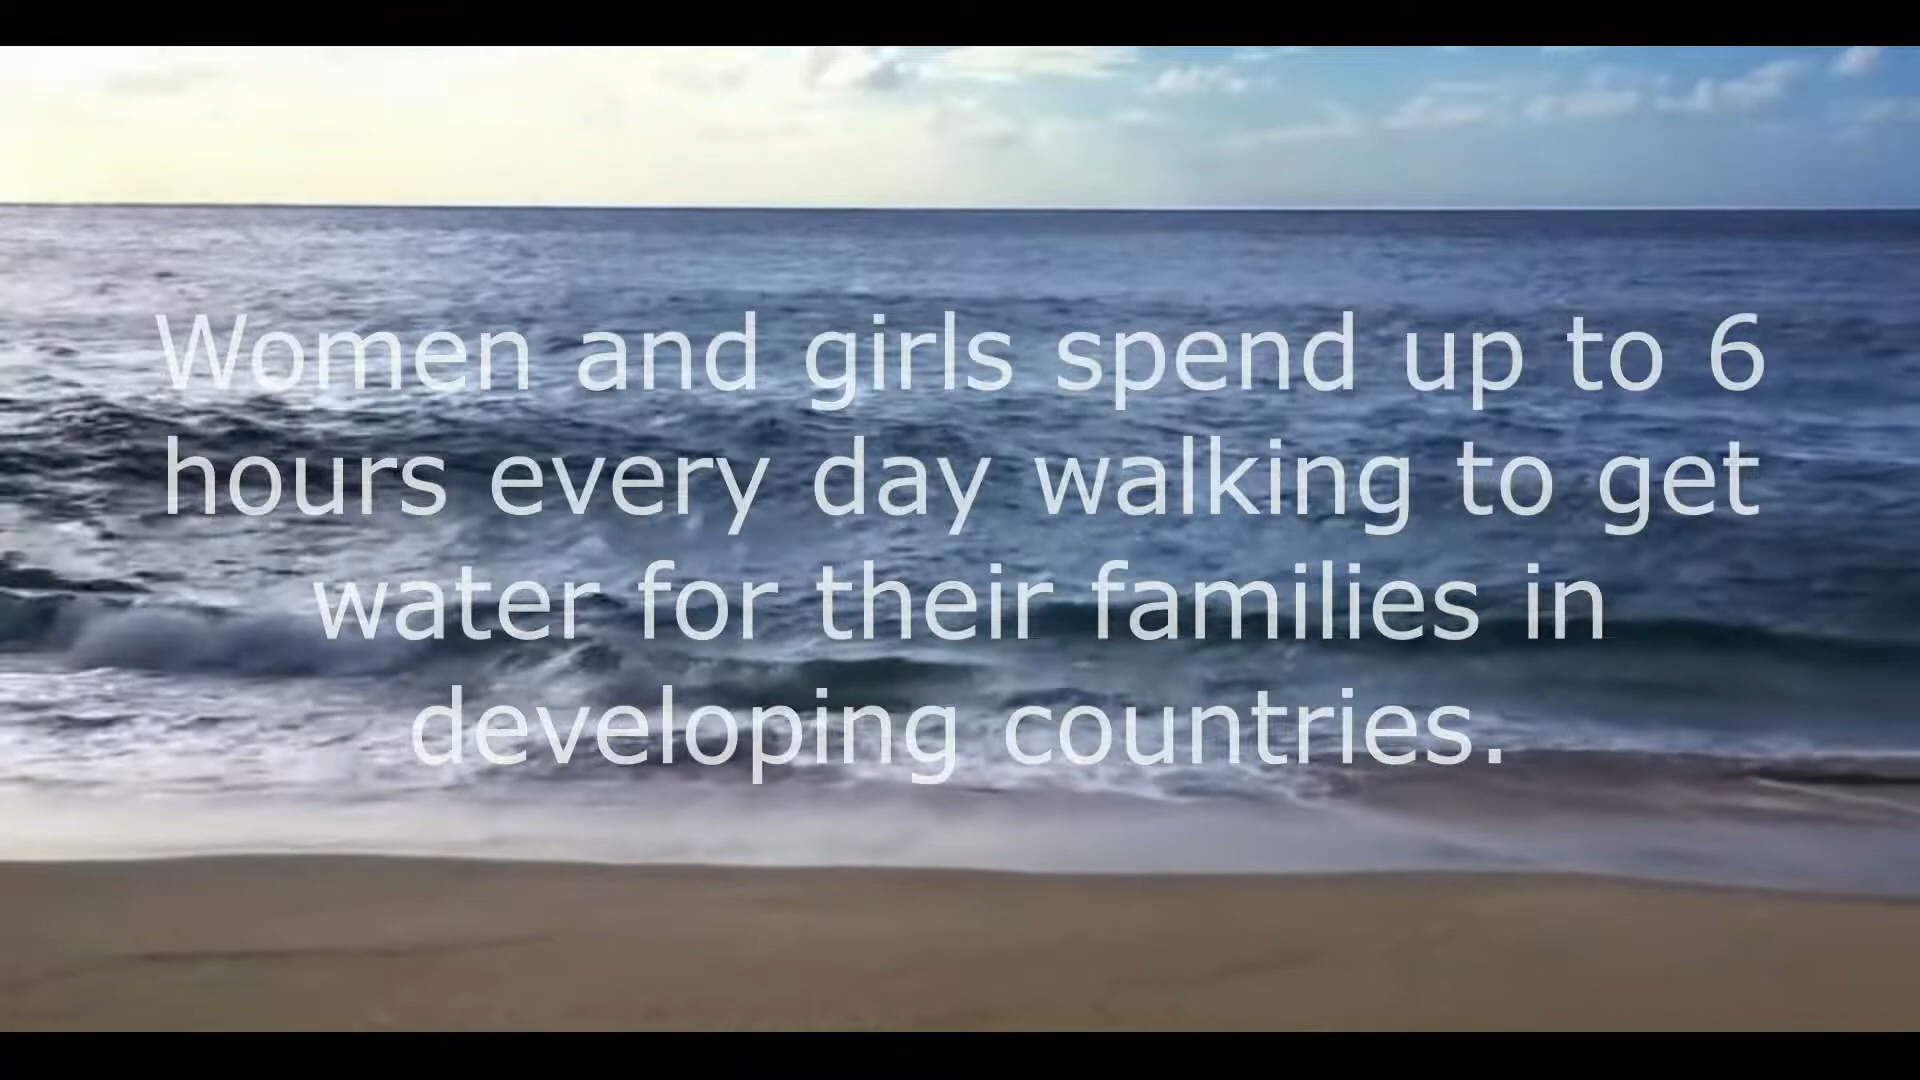 Women and girls spend up to 6
hours every day walking to get
water for their families in
developing countries.